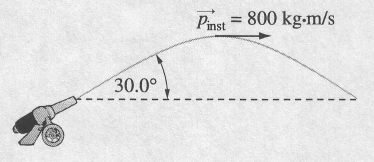 p⃗inst = 800 kg·m/s
30.0°